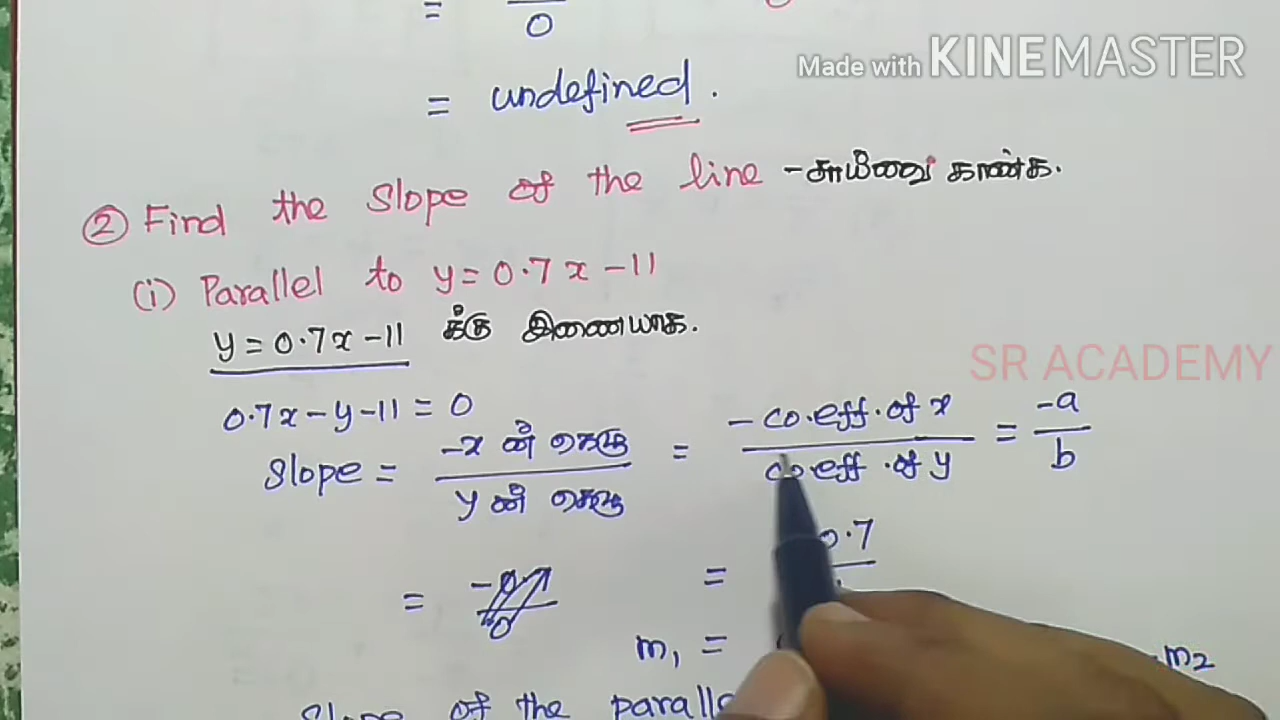 = 0
= undefined.
Made with KINEMASTER
② Find the Slope of the line - சாய்வை காண்க.
(i) Parallel to y = 0.7x - 11
y = 0.7x - 11 க்கு இணையாக.
SR ACADEMY
0.7x - y - 11 = 0
Slope = -x ன் கெழு / y ன் கெழு = - co.eff. of x / co.eff. of y = -a / b
= = 0.7
m₁ = m₂
Slope of the paralle